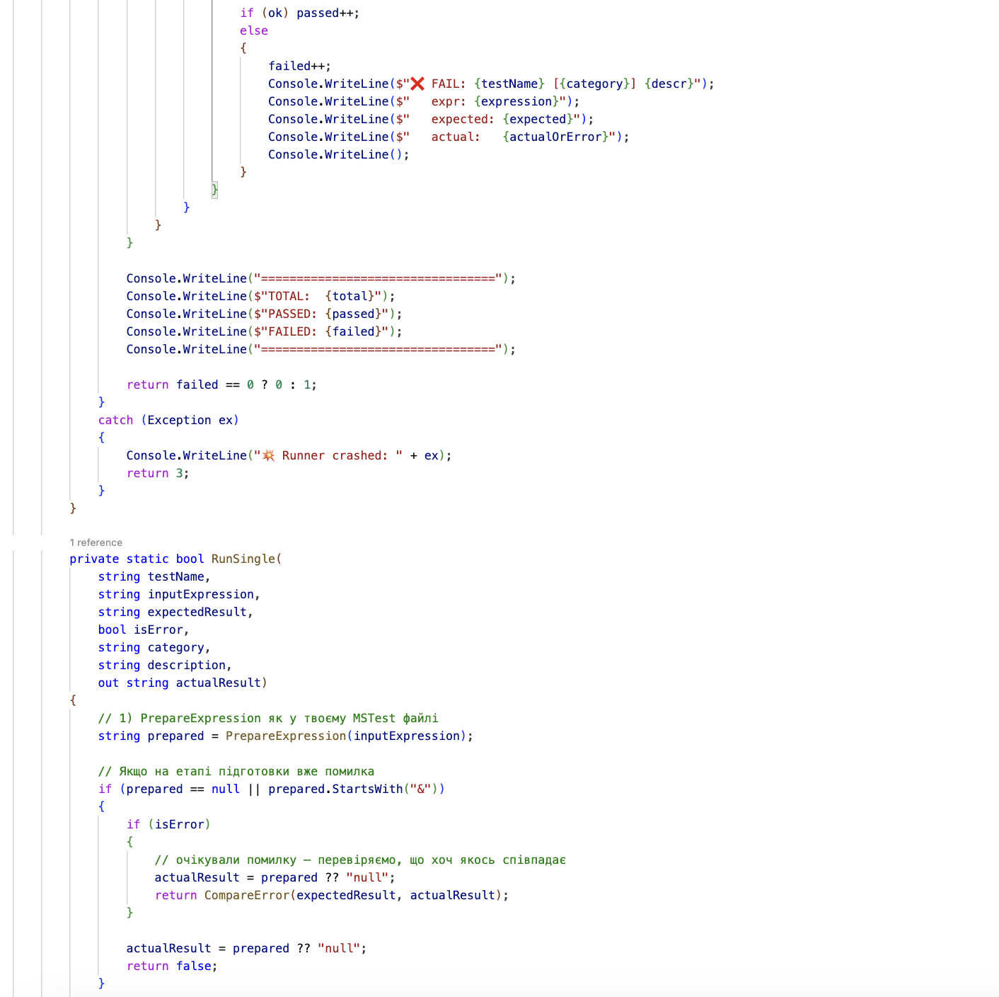 if (ok) passed++;
else
{
failed++;
Console.WriteLine($"❌ FAIL: {testName} [{category}] {descr}");
Console.WriteLine($"   expr: {expression}");
Console.WriteLine($"   expected: {expected}");
Console.WriteLine($"   actual:   {actualOrError}");
Console.WriteLine();
}
}
}
}
}
Console.WriteLine("=================================");
Console.WriteLine($"TOTAL:  {total}");
Console.WriteLine($"PASSED: {passed}");
Console.WriteLine($"FAILED: {failed}");
Console.WriteLine("=================================");
return failed == 0 ? 0 : 1;
}
catch (Exception ex)
{
Console.WriteLine("💥 Runner crashed: " + ex);
return 3;
}
}
1 reference
private static bool RunSingle(
string testName,
string inputExpression,
string expectedResult,
bool isError,
string category,
string description,
out string actualResult)
{
// 1) PrepareExpression як у твоєму MSTest файлі
string prepared = PrepareExpression(inputExpression);
// Якщо на етапі підготовки вже помилка
if (prepared == null || prepared.StartsWith("&"))
{
if (isError)
{
// очікували помилку — перевіряємо, що хоч якось співпадає
actualResult = prepared ?? "null";
return CompareError(expectedResult, actualResult);
}
actualResult = prepared ?? "null";
return false;
}